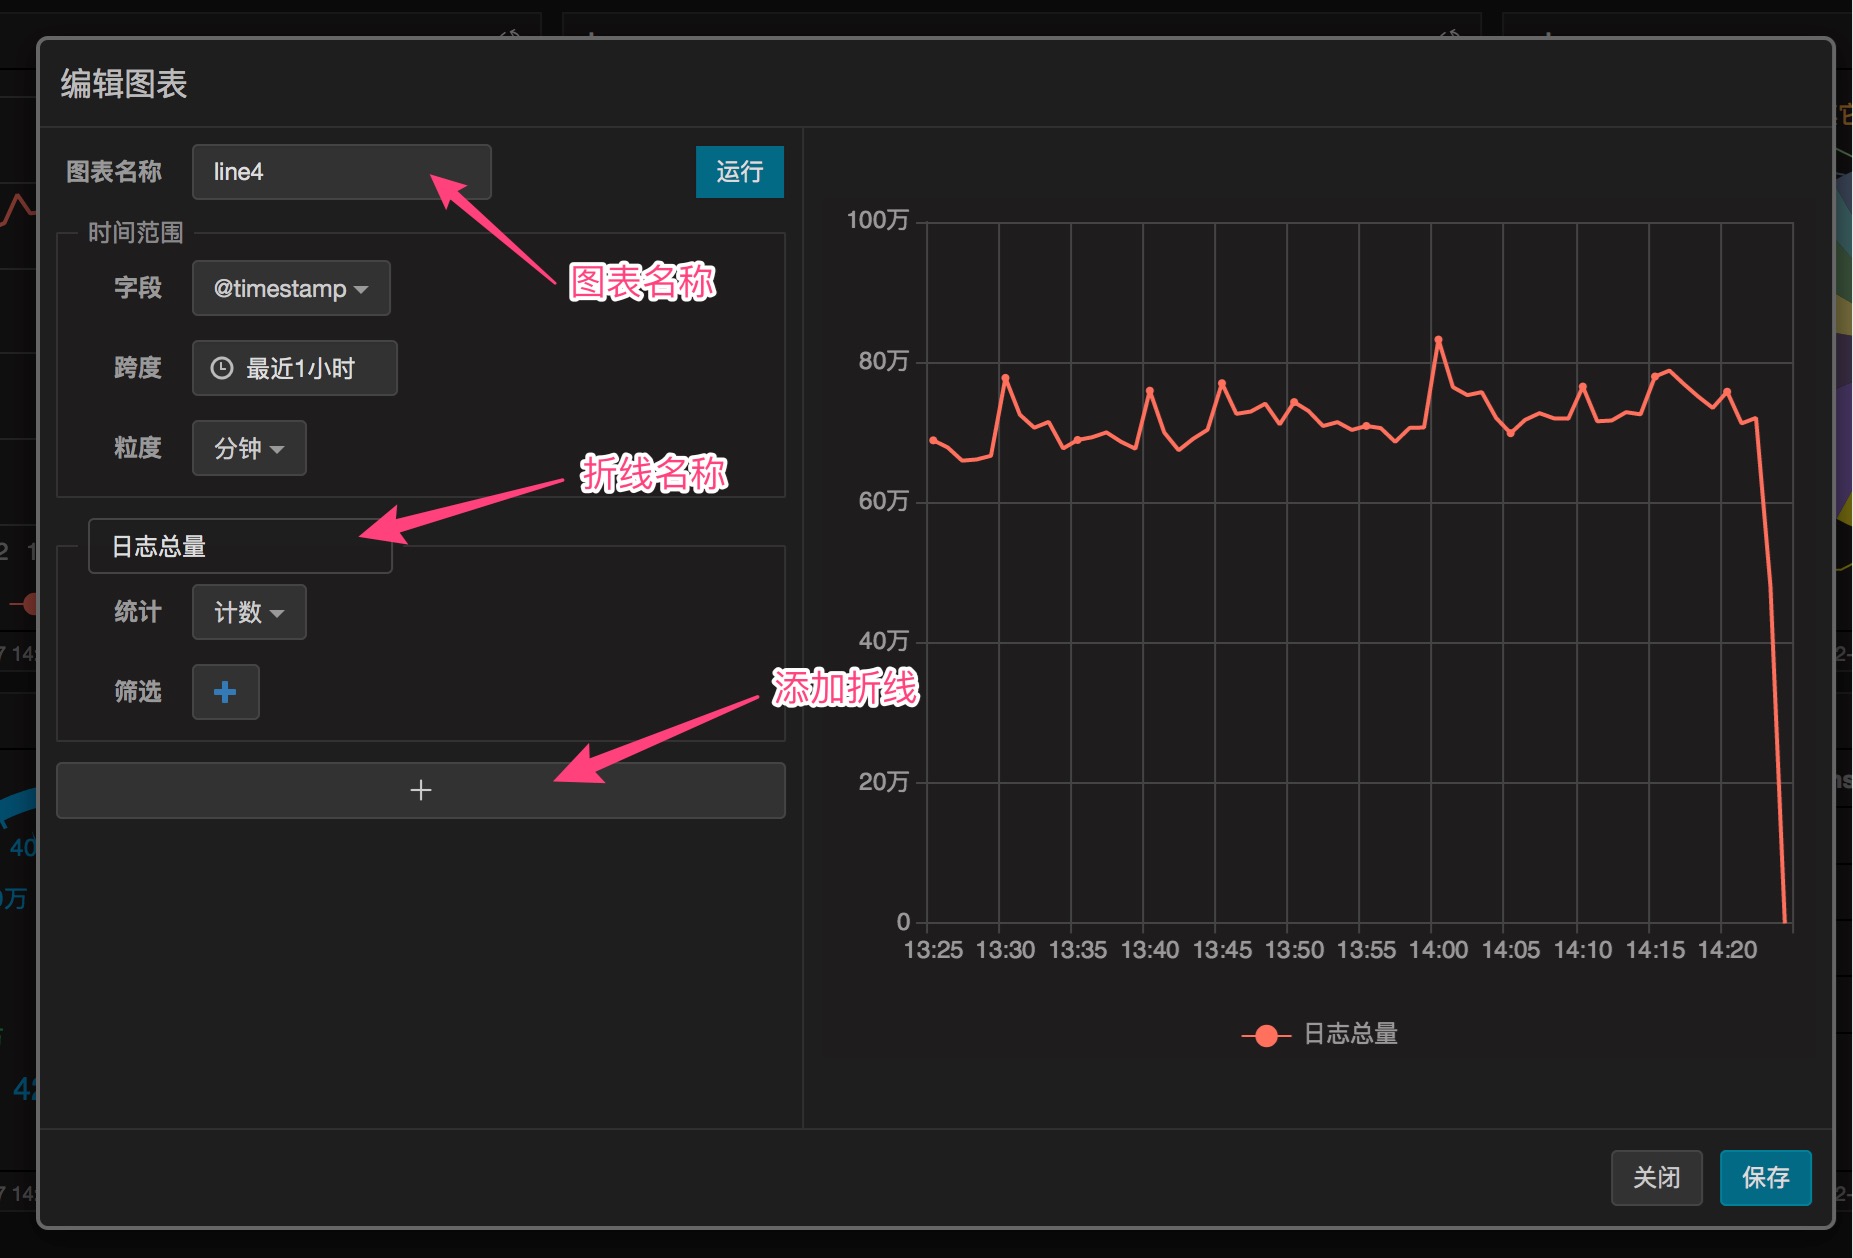 编辑图表
图表名称 line4 运行
图表名称
时间范围
字段 @timestamp
跨度 最近1小时
粒度 分钟
折线名称
日志总量
统计 计数
筛选
添加折线
+
100万
80万
60万
40万
20万
0
13:25 13:30 13:35 13:40 13:45 13:50 13:55 14:00 14:05 14:10 14:15 14:20
日志总量
关闭 保存
40
42